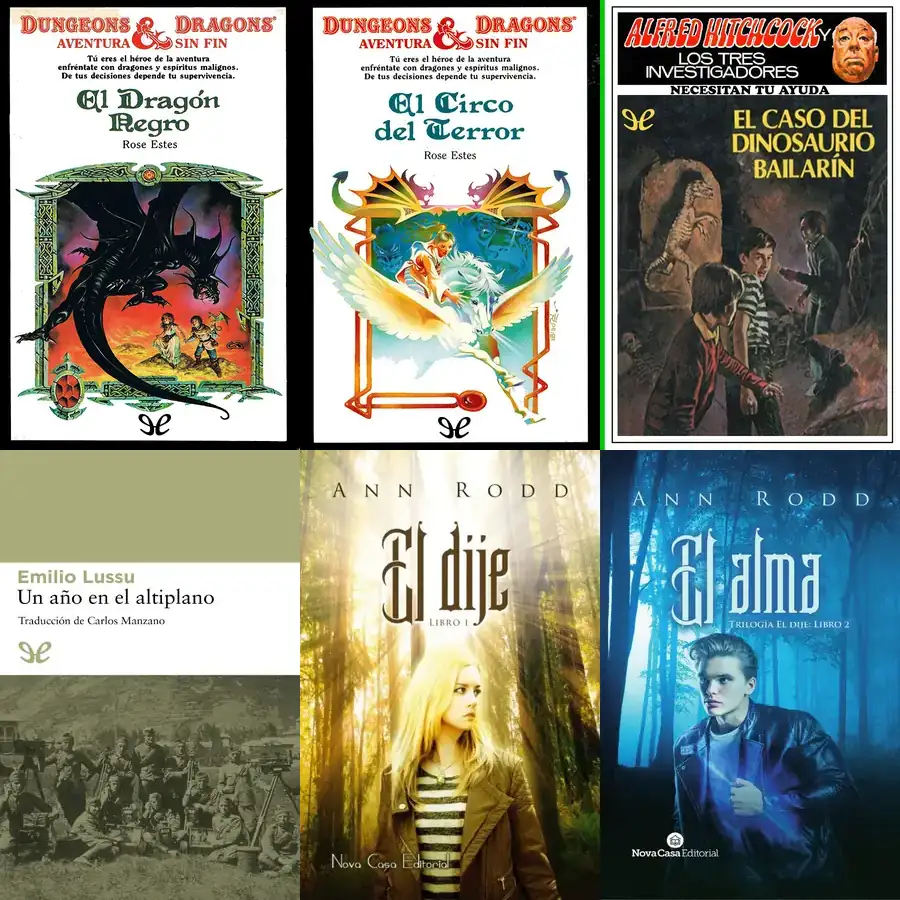 DUNGEONS & DRAGONS®
AVENTURA SIN FIN
Tú eres el héroe de la aventura
enfréntate con dragones y espíritus malignos.
De tus decisiones depende tu supervivencia.
El Dragón
Negro
Rose Estes
DUNGEONS & DRAGONS®
AVENTURA SIN FIN
Tú eres el héroe de la aventura
enfréntate con dragones y espíritus malignos.
De tus decisiones depende tu supervivencia.
El Circo
del Terror
Rose Estes
ALFRED HITCHCOCK Y
LOS TRES
INVESTIGADORES
NECESITAN TU AYUDA
EL CASO DEL
DINOSAURIO
BAILARÍN
Emilio Lussu
Un año en el altiplano
Traducción de Carlos Manzano
ANN RODD
El dije
LIBRO 1
Nova Casa Editorial
ANN RODD
El alma
TRILOGÍA EL DIJE: LIBRO 2
Nova Casa Editorial